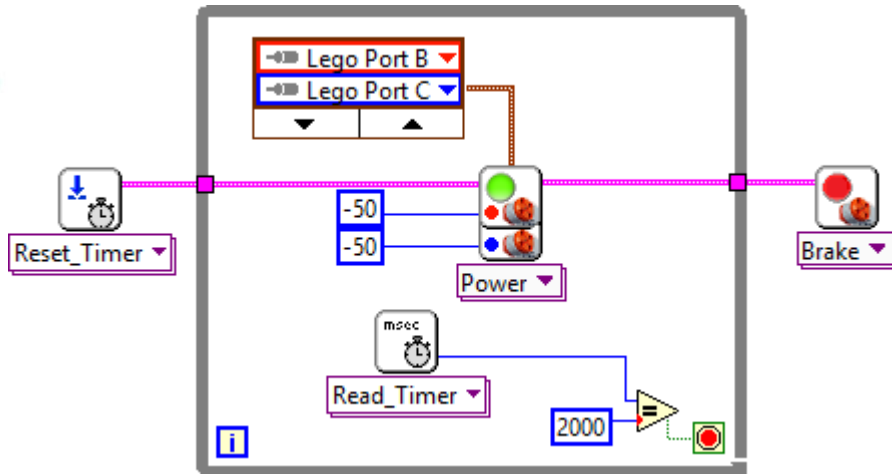 Lego Port B
Lego Port C
-50
-50
Reset_Timer
Power
Brake
msec
Read_Timer
2000
=
i